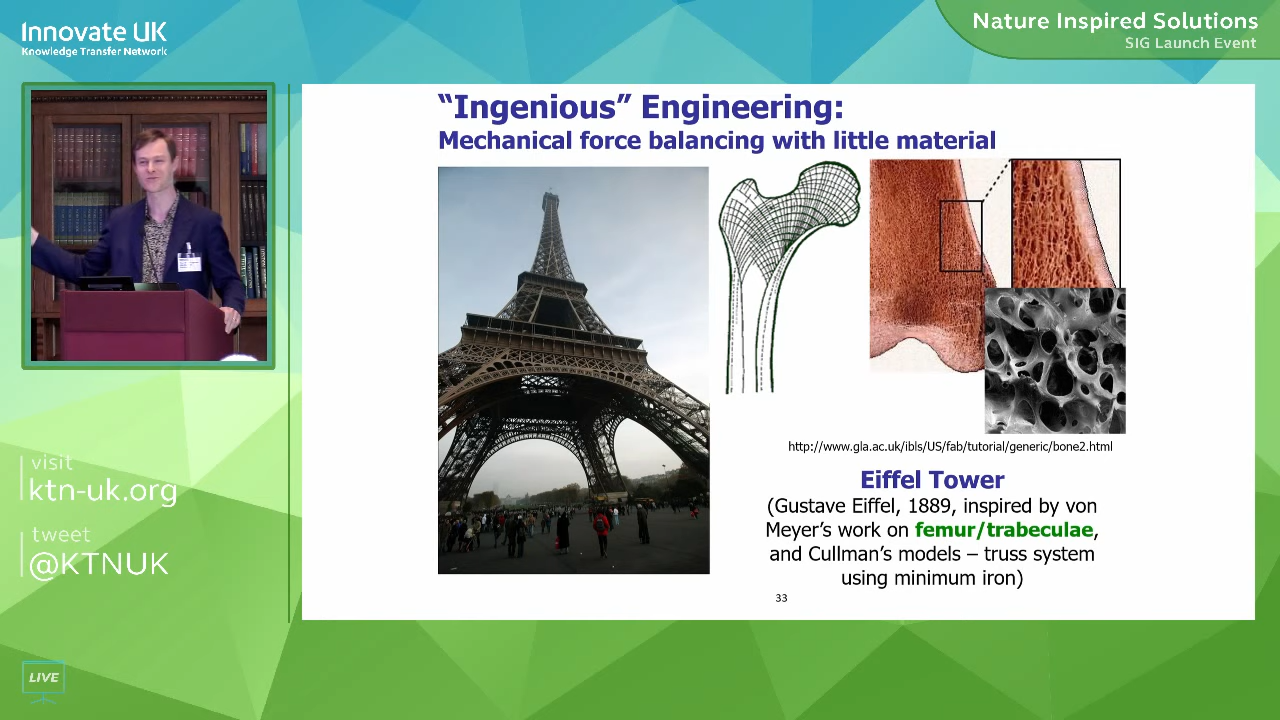 Innovate UK
Knowledge Transfer Network
Nature Inspired Solutions
SIG Launch Event
“Ingenious” Engineering:
Mechanical force balancing with little material
http://www.gla.ac.uk/ibls/US/fab/tutorial/generic/bone2.html
Eiffel Tower
(Gustave Eiffel, 1889, inspired by von
Meyer’s work on femur/trabeculae,
and Cullman’s models – truss system
using minimum iron)
33
visit
ktn-uk.org
tweet
@KTNUK
LIVE